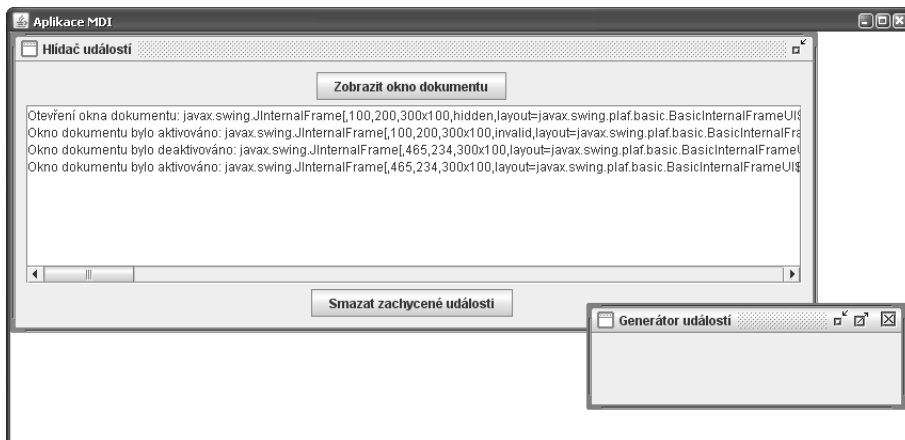 Aplikace MDI
Hlídač událostí
Zobrazit okno dokumentu
Otevření okna dokumentu: javax.swing.JInternalFrame[,100,200,300x100,hidden,layout=javax.swing.plaf.basic.BasicInternalFrameUI$
Okno dokumentu bylo aktivováno: javax.swing.JInternalFrame[,100,200,300x100,invalid,layout=javax.swing.plaf.basic.BasicInternalFra
Okno dokumentu bylo deaktivováno: javax.swing.JInternalFrame[,465,234,300x100,layout=javax.swing.plaf.basic.BasicInternalFrameU
Okno dokumentu bylo aktivováno: javax.swing.JInternalFrame[,465,234,300x100,layout=javax.swing.plaf.basic.BasicInternalFrameUI$
Smazat zachycené události
Generátor událostí